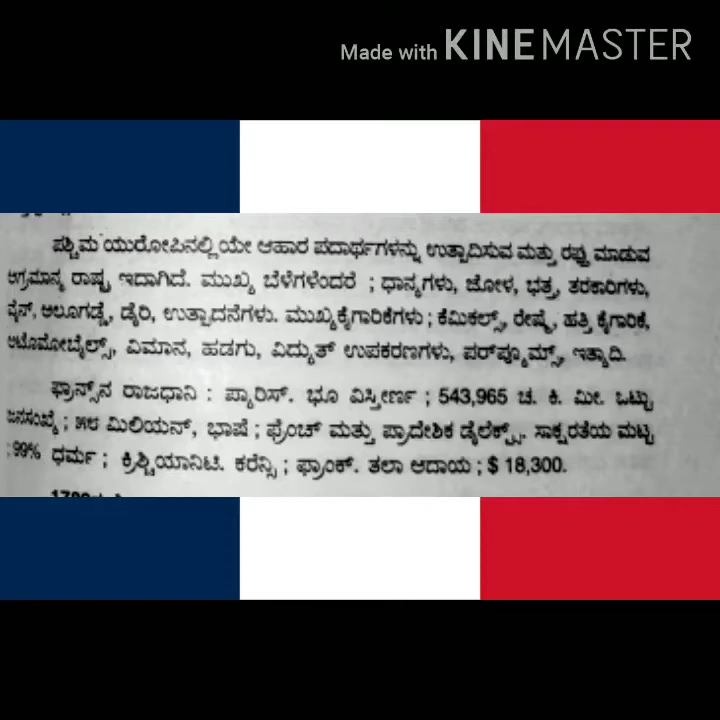 Made with KINEMASTER
ಪಶ್ಚಿಮ ಯುರೋಪಿನಲ್ಲಿಯೇ ಆಹಾರ ಪದಾರ್ಥಗಳನ್ನು ಉತ್ಪಾದಿಸುವ ಮತ್ತು ರಫ್ತು ಮಾಡುವ
ಅಗ್ರಮಾನ್ಯ ರಾಷ್ಟ್ರ ಇದಾಗಿದೆ. ಮುಖ್ಯ ಬೆಳೆಗಳೆಂದರೆ ; ಧಾನ್ಯಗಳು, ಜೋಳ, ಭತ್ತ, ತರಕಾರಿಗಳು,
ವೈನ್, ಆಲೂಗಡ್ಡೆ, ಡೈರಿ, ಉತ್ಪಾದನೆಗಳು. ಮುಖ್ಯ ಕೈಗಾರಿಕೆಗಳು ; ಕೆಮಿಕಲ್ಸ್, ರೇಷ್ಮೆ, ಹತ್ತಿ ಕೈಗಾರಿಕೆ,
ಆಟೊಮೋಬೈಲ್ಸ್, ವಿಮಾನ, ಹಡಗು, ವಿದ್ಯುತ್ ಉಪಕರಣಗಳು, ಪರ್‌ಪ್ಯೂಮ್ಸ್, ಇತ್ಯಾದಿ.
ಫ್ರಾನ್ಸ್‌ನ ರಾಜಧಾನಿ : ಪ್ಯಾರಿಸ್. ಭೂ ವಿಸ್ತೀರ್ಣ ; 543,965 ಚ. ಕಿ. ಮೀ. ಒಟ್ಟು
ಜನಸಂಖ್ಯೆ ; ೫೮ ಮಿಲಿಯನ್, ಭಾಷೆ ; ಫ್ರೆಂಚ್ ಮತ್ತು ಪ್ರಾದೇಶಿಕ ಡೈಲೆಕ್ಟ್ಸ್. ಸಾಕ್ಷರತೆಯ ಮಟ್ಟ
: 99% ಧರ್ಮ ; ಕ್ರಿಶ್ಚಿಯಾನಿಟಿ. ಕರೆನ್ಸಿ ; ಫ್ರಾಂಕ್. ತಲಾ ಆದಾಯ ; $ 18,300.